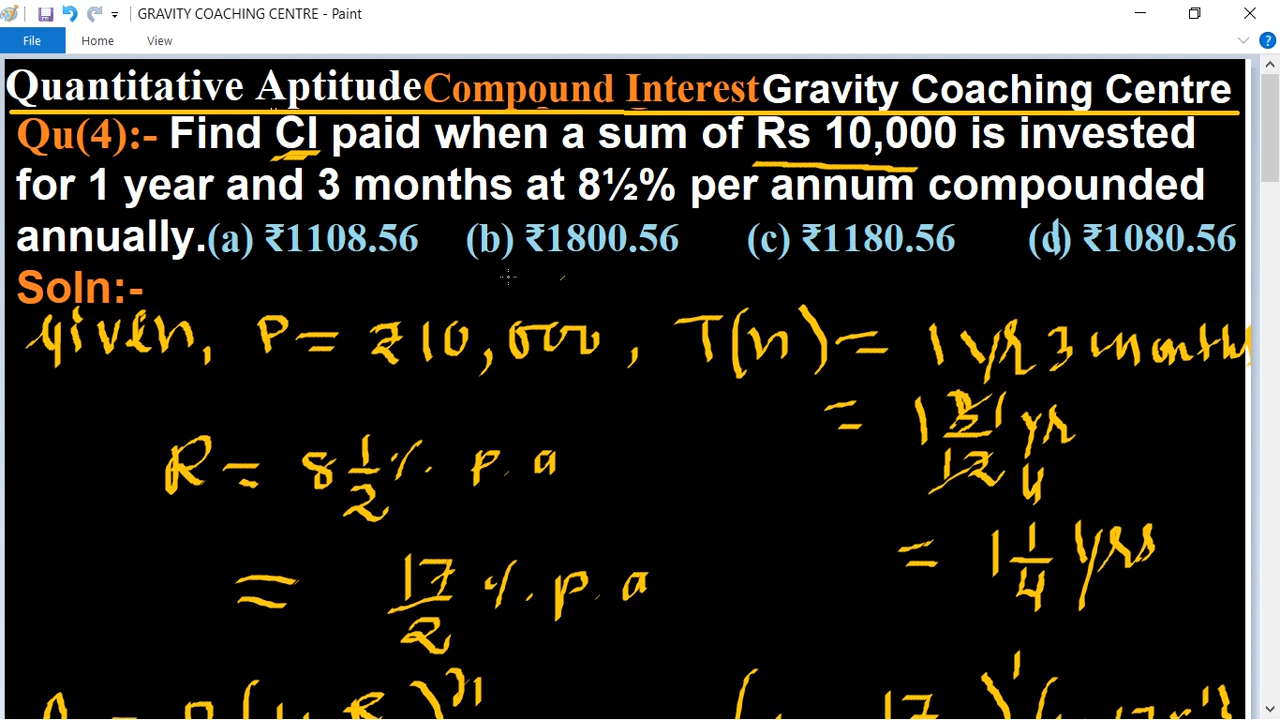 GRAVITY COACHING CENTRE - Paint
File Home View
Quantitative Aptitude Compound Interest Gravity Coaching Centre
Qu(4):- Find CI paid when a sum of Rs 10,000 is invested
for 1 year and 3 months at 8½% per annum compounded
annually.(a) ₹1108.56 (b) ₹1800.56 (c) ₹1180.56 (d) ₹1080.56
Soln:-
given, P = ₹10,000, T(n) = 1 yr 3 months
= 1 3/12 1/4 yr
R = 8 1/2 % p.a
= 1 1/4 yrs
= 17/2 % p.a